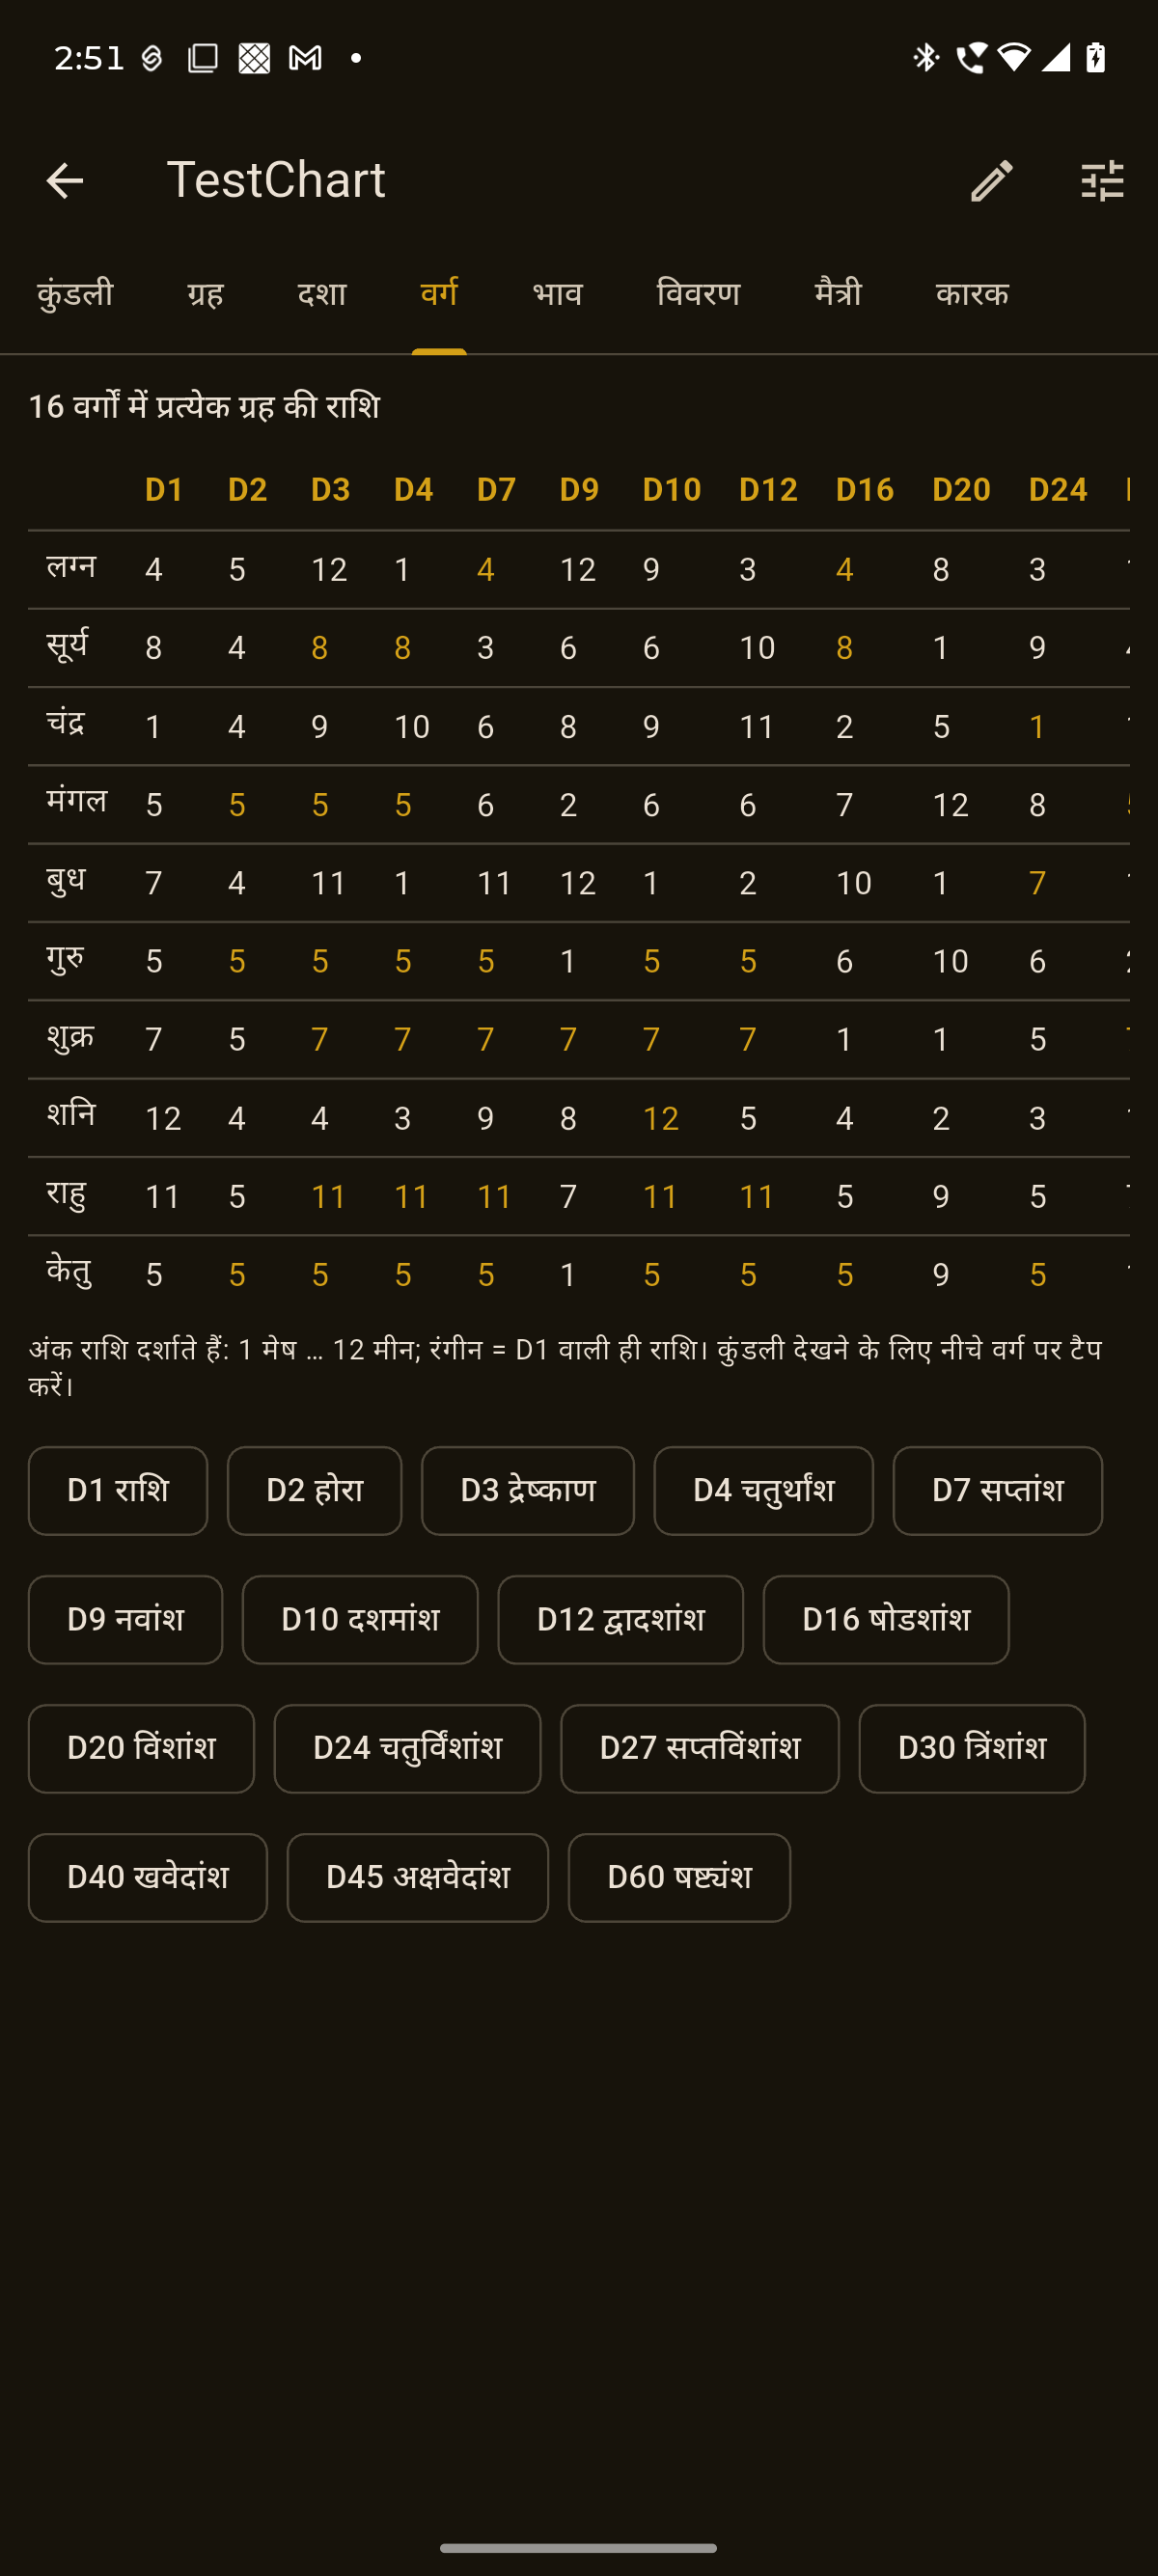 2:51
TestChart
कुंडली ग्रह दशा वर्ग भाव विवरण मैत्री कारक
16 वर्गों में प्रत्येक ग्रह की राशि
D1 D2 D3 D4 D7 D9 D10 D12 D16 D20 D24
लग्न 4 5 12 1 4 12 9 3 4 8 3
सूर्य 8 4 8 8 3 6 6 10 8 1 9
चंद्र 1 4 9 10 6 8 9 11 2 5 1
मंगल 5 5 5 5 6 2 6 6 7 12 8
बुध 7 4 11 1 11 12 1 2 10 1 7
गुरु 5 5 5 5 5 1 5 5 6 10 6
शुक्र 7 5 7 7 7 7 7 7 1 1 5
शनि 12 4 4 3 9 8 12 5 4 2 3
राहु 11 5 11 11 11 7 11 11 5 9 5
केतु 5 5 5 5 5 1 5 5 5 9 5
अंक राशि दर्शाते हैं: 1 मेष … 12 मीन; रंगीन = D1 वाली ही राशि। कुंडली देखने के लिए नीचे वर्ग पर टैप
करें।
D1 राशि D2 होरा D3 द्रेष्काण D4 चतुर्थांश D7 सप्तांश
D9 नवांश D10 दशमांश D12 द्वादशांश D16 षोडशांश
D20 विंशांश D24 चतुर्विंशांश D27 सप्तविंशांश D30 त्रिंशांश
D40 खवेदांश D45 अक्षवेदांश D60 षष्ट्यंश